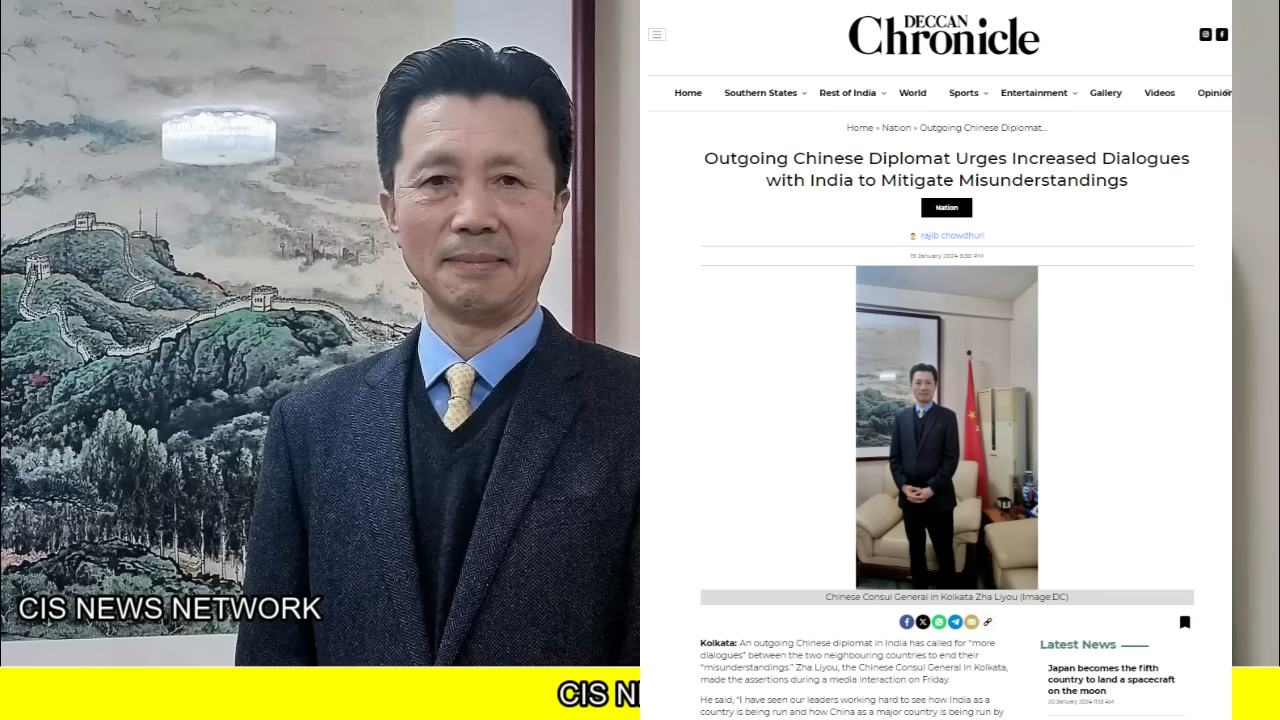 CIS NEWS NETWORK
CIS N
DECCAN
Chronicle
Home Southern States Rest of India World Sports Entertainment Gallery Videos
Home » Nation » Outgoing Chinese Diplomat...
Outgoing Chinese Diplomat Urges Increased Dialogues
with India to Mitigate Misunderstandings
Nation
rajib chowdhuri
19 January 2024 9:30 PM
Chinese Consul General in Kolkata Zha Liyou (Image:DC)
Kolkata: An outgoing Chinese diplomat in India has called for "more
dialogues" between the two neighbouring countries to end their
"misunderstandings." Zha Liyou, the Chinese Consul General in Kolkata,
made the assertions during a media interaction on Friday.
He said, "I have seen our leaders working hard to see how India as a
country is being run and how China as a major country is being run by
Latest News
Japan becomes the fifth
country to land a spacecraft
on the moon
20 January 2024 11:13 AM